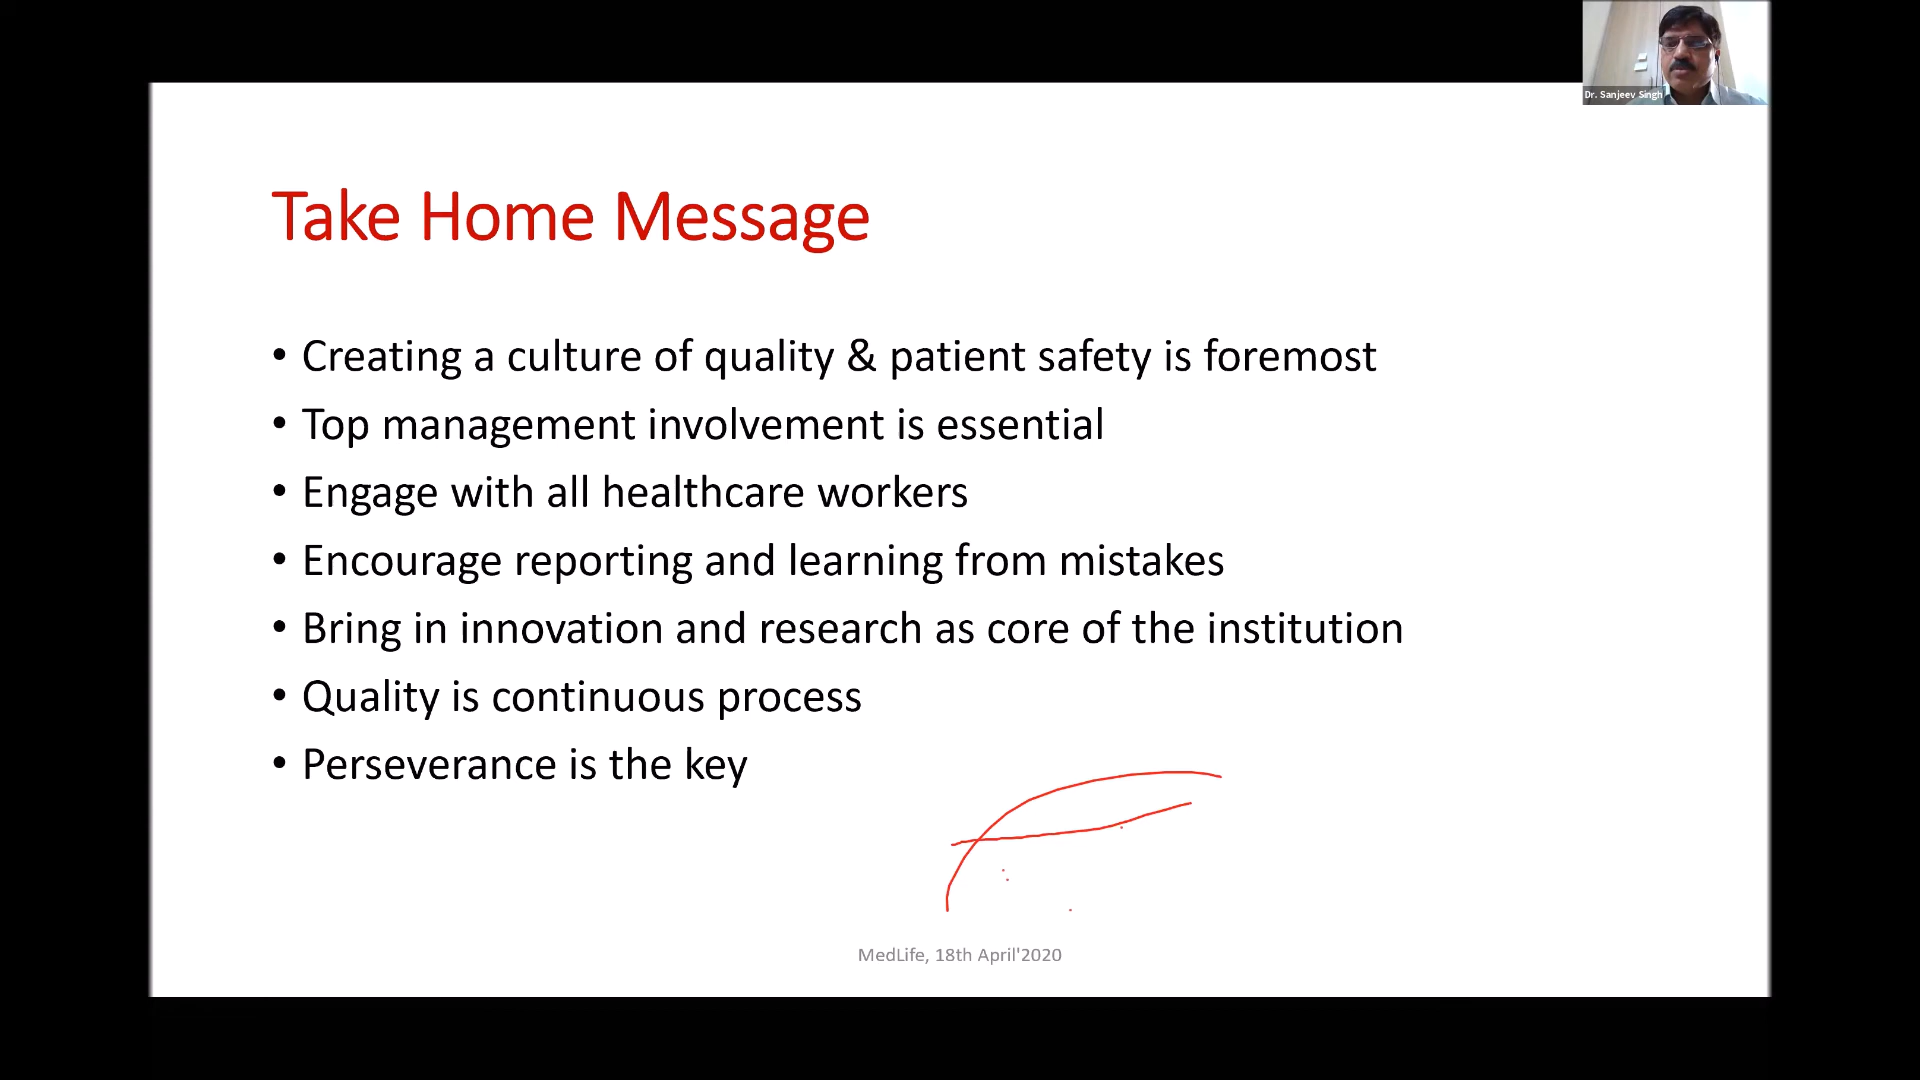 Dr. Sanjeev Singh
Take Home Message
• Creating a culture of quality & patient safety is foremost
• Top management involvement is essential
• Engage with all healthcare workers
• Encourage reporting and learning from mistakes
• Bring in innovation and research as core of the institution
• Quality is continuous process
• Perseverance is the key
MedLife, 18th April'2020